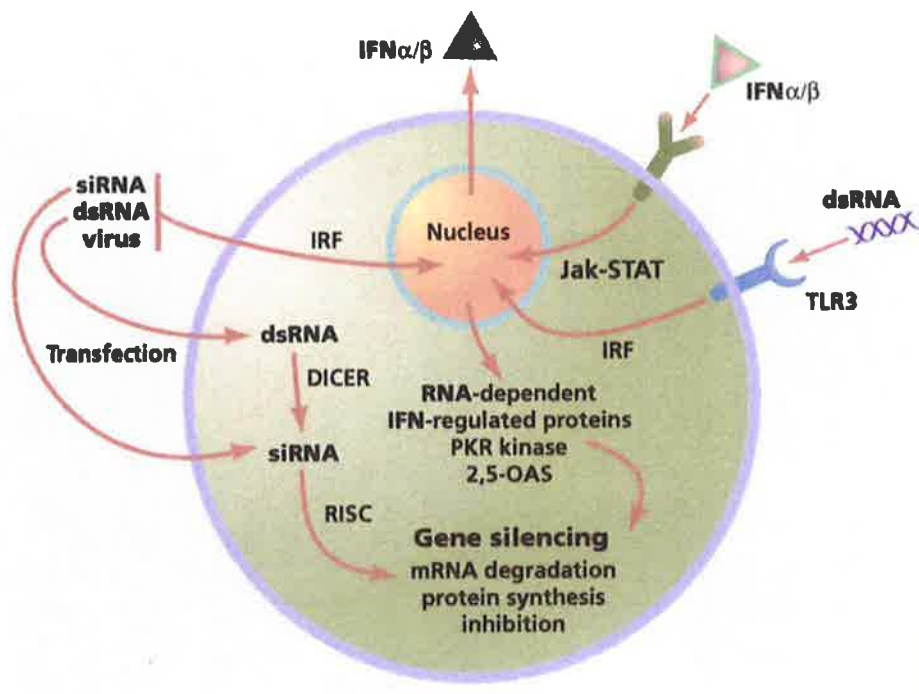 IFNα/β
IFNα/β
siRNA
dsRNA
virus
dsRNA
IRF
Nucleus
Jak-STAT
TLR3
Transfection
dsRNA
IRF
DICER
RNA-dependent
IFN-regulated proteins
siRNA
PKR kinase
2,5-OAS
RISC
Gene silencing
mRNA degradation
protein synthesis
inhibition